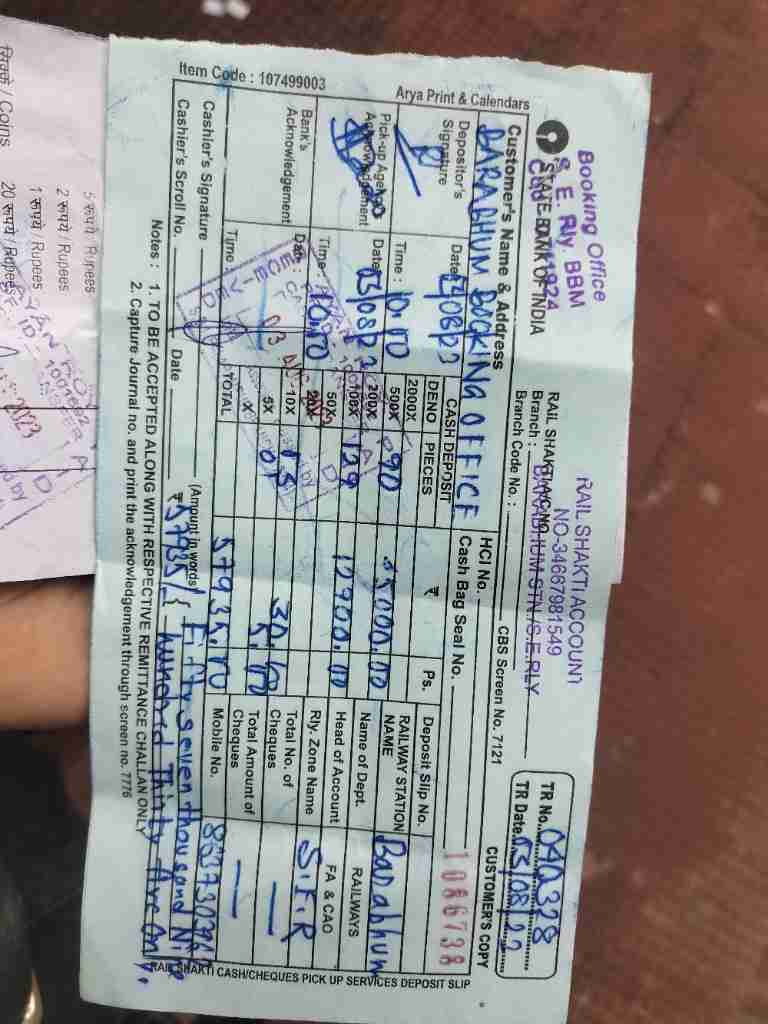 Booking Office
S. E. Rly. BBM
STATE BANK OF INDIA
RAIL SHAKTI ACCOUNT
NO-34667981549
RAIL SHAKTI A/C NO.
Branch : BARABHUM STN./S.E.RLY
Branch Code No. :
CBS Screen No. 7121
TR No. 040328
TR Date 03/08/23
CUSTOMER'S COPY
Customer's Name & Address
BARABHUM BOOKING OFFICE
HCI No.
Cash Bag Seal No.
1086738
Depositor's Signature
Date
Time : 10.00
Pick-up Agency Acknowledgement
Date 03/08/23
Time : 10.00
Bank's Acknowledgement
Date :
Time
CASH DEPOSIT
DENO PIECES ₹ Ps.
2000X
500X 90 45000.00
200X
100X 129 12900.00
50X
20X
10X 03 30.00
5X 01 5.00
X
TOTAL 57935.00
Deposit Slip No.
RAILWAY STATION NAME Barabhum
Name of Dept. RAILWAYS
Head of Account FA & CAO
Rly. Zone Name S.E.R
Total No. of Cheques
Total Amount of Cheques
Mobile No.
(Amount in words) Fifty seven thousand Nine
₹ 57935/- hundred Thirty five only.
Cashier's Signature
Cashier's Scroll No. Date
Notes : 1. TO BE ACCEPTED ALONG WITH RESPECTIVE REMITTANCE CHALLAN ONLY
2. Capture Journal no. and print the acknowledgement through screen no. 7776
Item Code : 107499003
Arya Print & Calendars
RAIL SHAKTI CASH/CHEQUES PICK UP SERVICES DEPOSIT SLIP
5 रूपये / Rupees
2 रूपये / Rupees
1 रूपये / Rupees
सिक्के / Coins
20 रूपये / Rupees